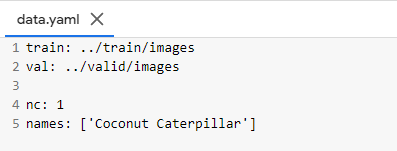 data.yaml
1 train: ../train/images
2 val: ../valid/images
3
4 nc: 1
5 names: ['Coconut Caterpillar']